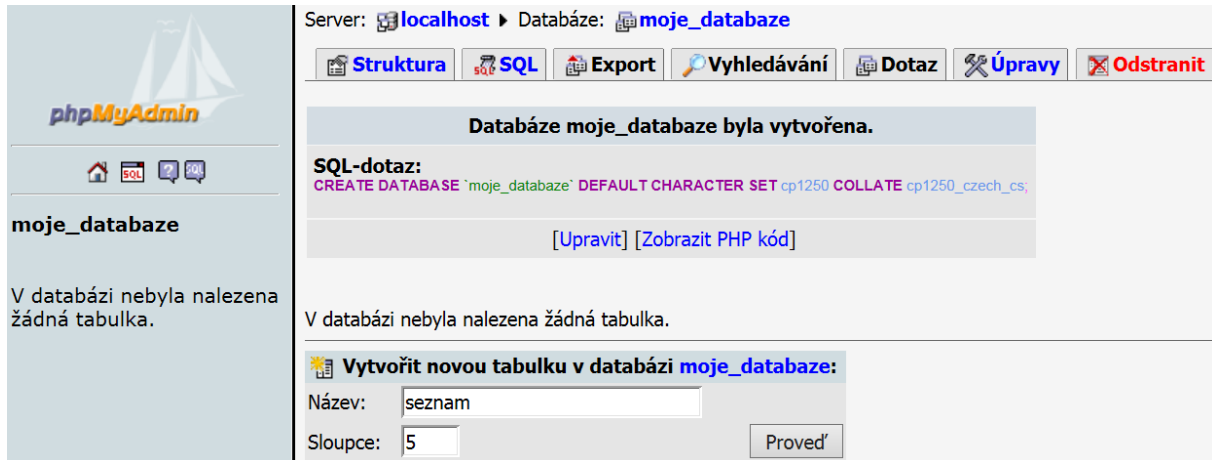 Server: localhost ▸ Databáze: moje_databaze
Struktura SQL Export Vyhledávání Dotaz Úpravy Odstranit
phpMyAdmin
moje_databaze
V databázi nebyla nalezena
žádná tabulka.
Databáze moje_databaze byla vytvořena.
SQL-dotaz:
CREATE DATABASE `moje_databaze` DEFAULT CHARACTER SET cp1250 COLLATE cp1250_czech_cs;
[Upravit] [Zobrazit PHP kód]
V databázi nebyla nalezena žádná tabulka.
Vytvořit novou tabulku v databázi moje_databaze:
Název: seznam
Sloupce: 5 Proveď